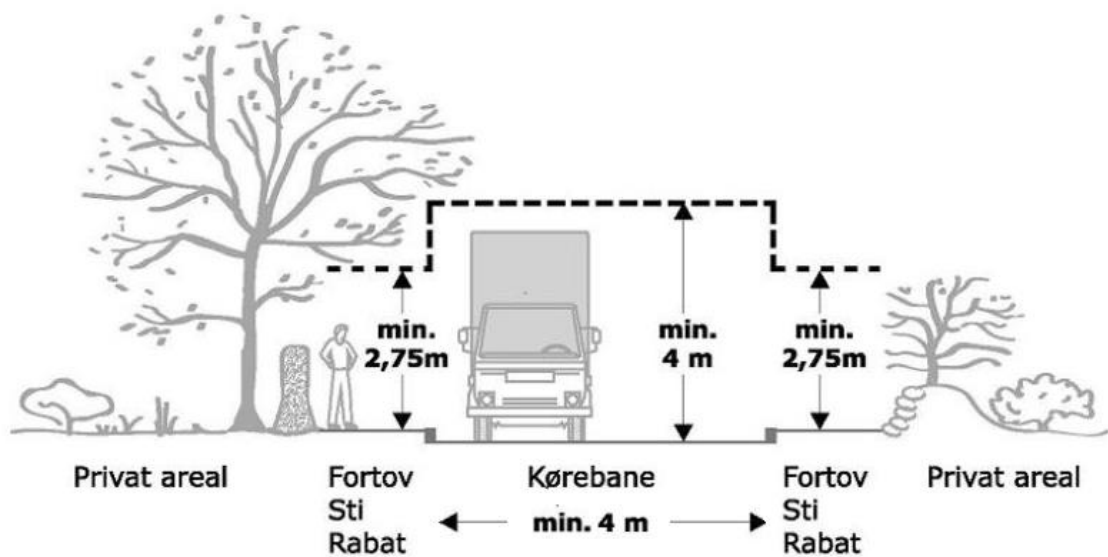 min.
2,75m
min.
4 m
min.
2,75m
Privat areal
Fortov
Sti
Rabat
Kørebane
min. 4 m
Fortov
Sti
Rabat
Privat areal